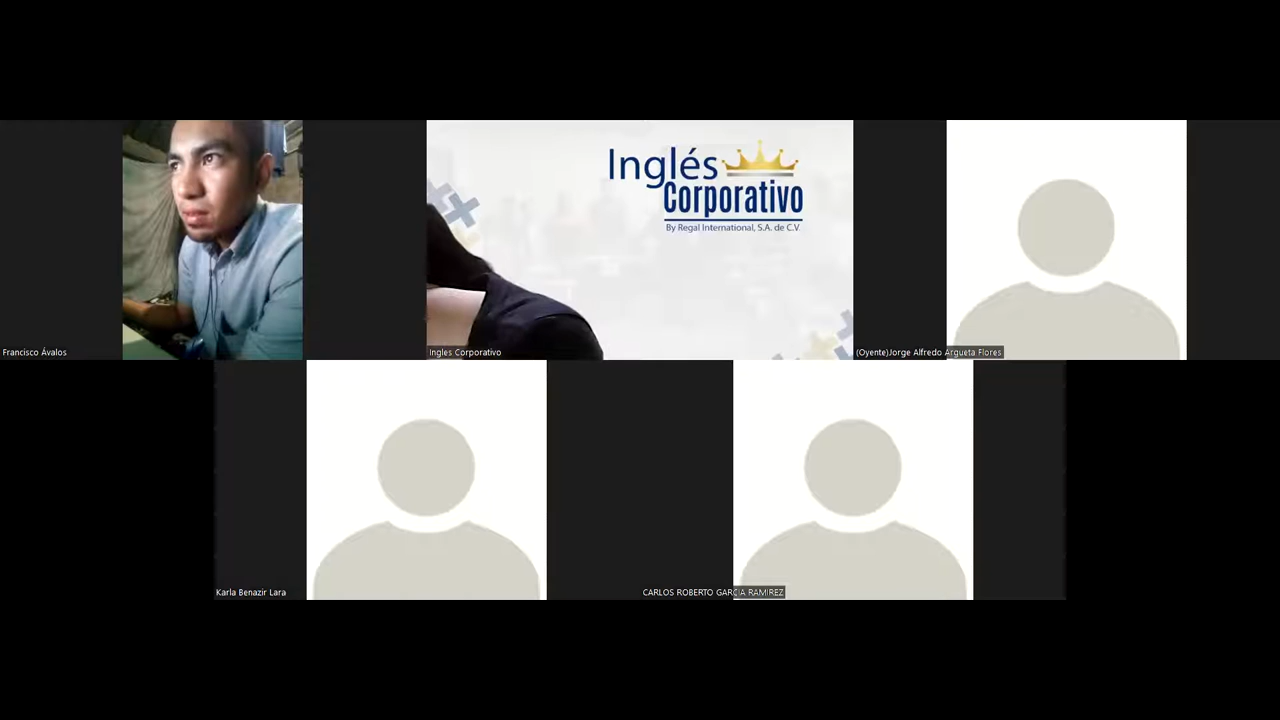 Inglés
Corporativo
By Regal International, S.A. de C.V.
Francisco Ávalos
Ingles Corporativo
(Oyente)Jorge Alfredo Argueta Flores
Karla Benazir Lara
CARLOS ROBERTO GARCIA RAMIREZ